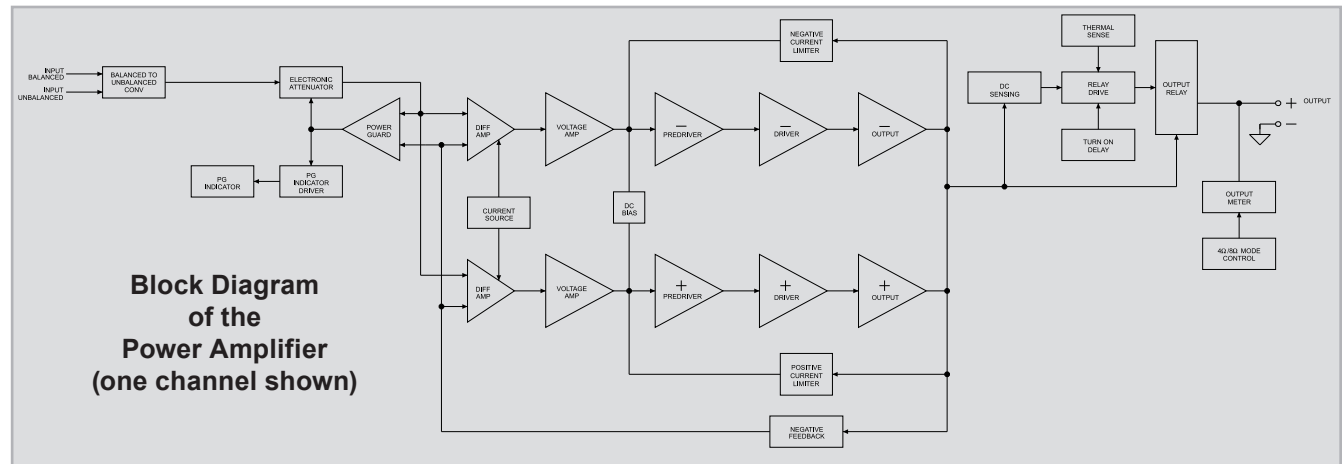 INPUT
BALANCED
INPUT
UNBALANCED
BALANCED TO
UNBALANCED
CONV
ELECTRONIC
ATTENUATOR
POWER
GUARD
PG
INDICATOR
PG
INDICATOR
DRIVER
DIFF
AMP
VOLTAGE
AMP
CURRENT
SOURCE
DIFF
AMP
VOLTAGE
AMP
NEGATIVE
CURRENT
LIMITER
−
PREDRIVER
−
DRIVER
−
OUTPUT
DC
BIAS
+
PREDRIVER
+
DRIVER
+
OUTPUT
POSITIVE
CURRENT
LIMITER
NEGATIVE
FEEDBACK
THERMAL
SENSE
DC
SENSING
RELAY
DRIVE
TURN ON
DELAY
OUTPUT
RELAY
+ OUTPUT
−
OUTPUT
METER
4Ω/8Ω MODE
CONTROL
Block Diagram
of the
Power Amplifier
(one channel shown)